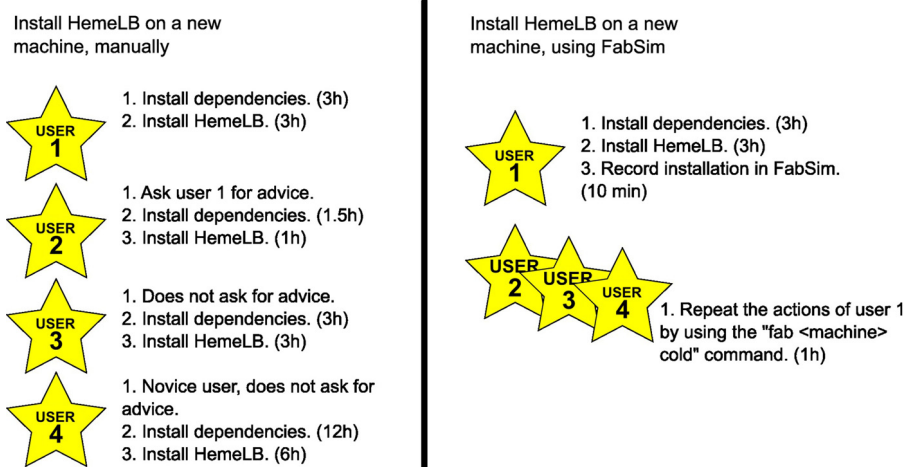 Install HemeLB on a new
machine, manually
USER
1
1. Install dependencies. (3h)
2. Install HemeLB. (3h)
USER
2
1. Ask user 1 for advice.
2. Install dependencies. (1.5h)
3. Install HemeLB. (1h)
USER
3
1. Does not ask for advice.
2. Install dependencies. (3h)
3. Install HemeLB. (3h)
USER
4
1. Novice user, does not ask for
advice.
2. Install dependencies. (12h)
3. Install HemeLB. (6h)
Install HemeLB on a new
machine, using FabSim
USER
1
1. Install dependencies. (3h)
2. Install HemeLB. (3h)
3. Record installation in FabSim.
(10 min)
USER
2
USER
3
USER
4
1. Repeat the actions of user 1
by using the "fab <machine>
cold" command. (1h)